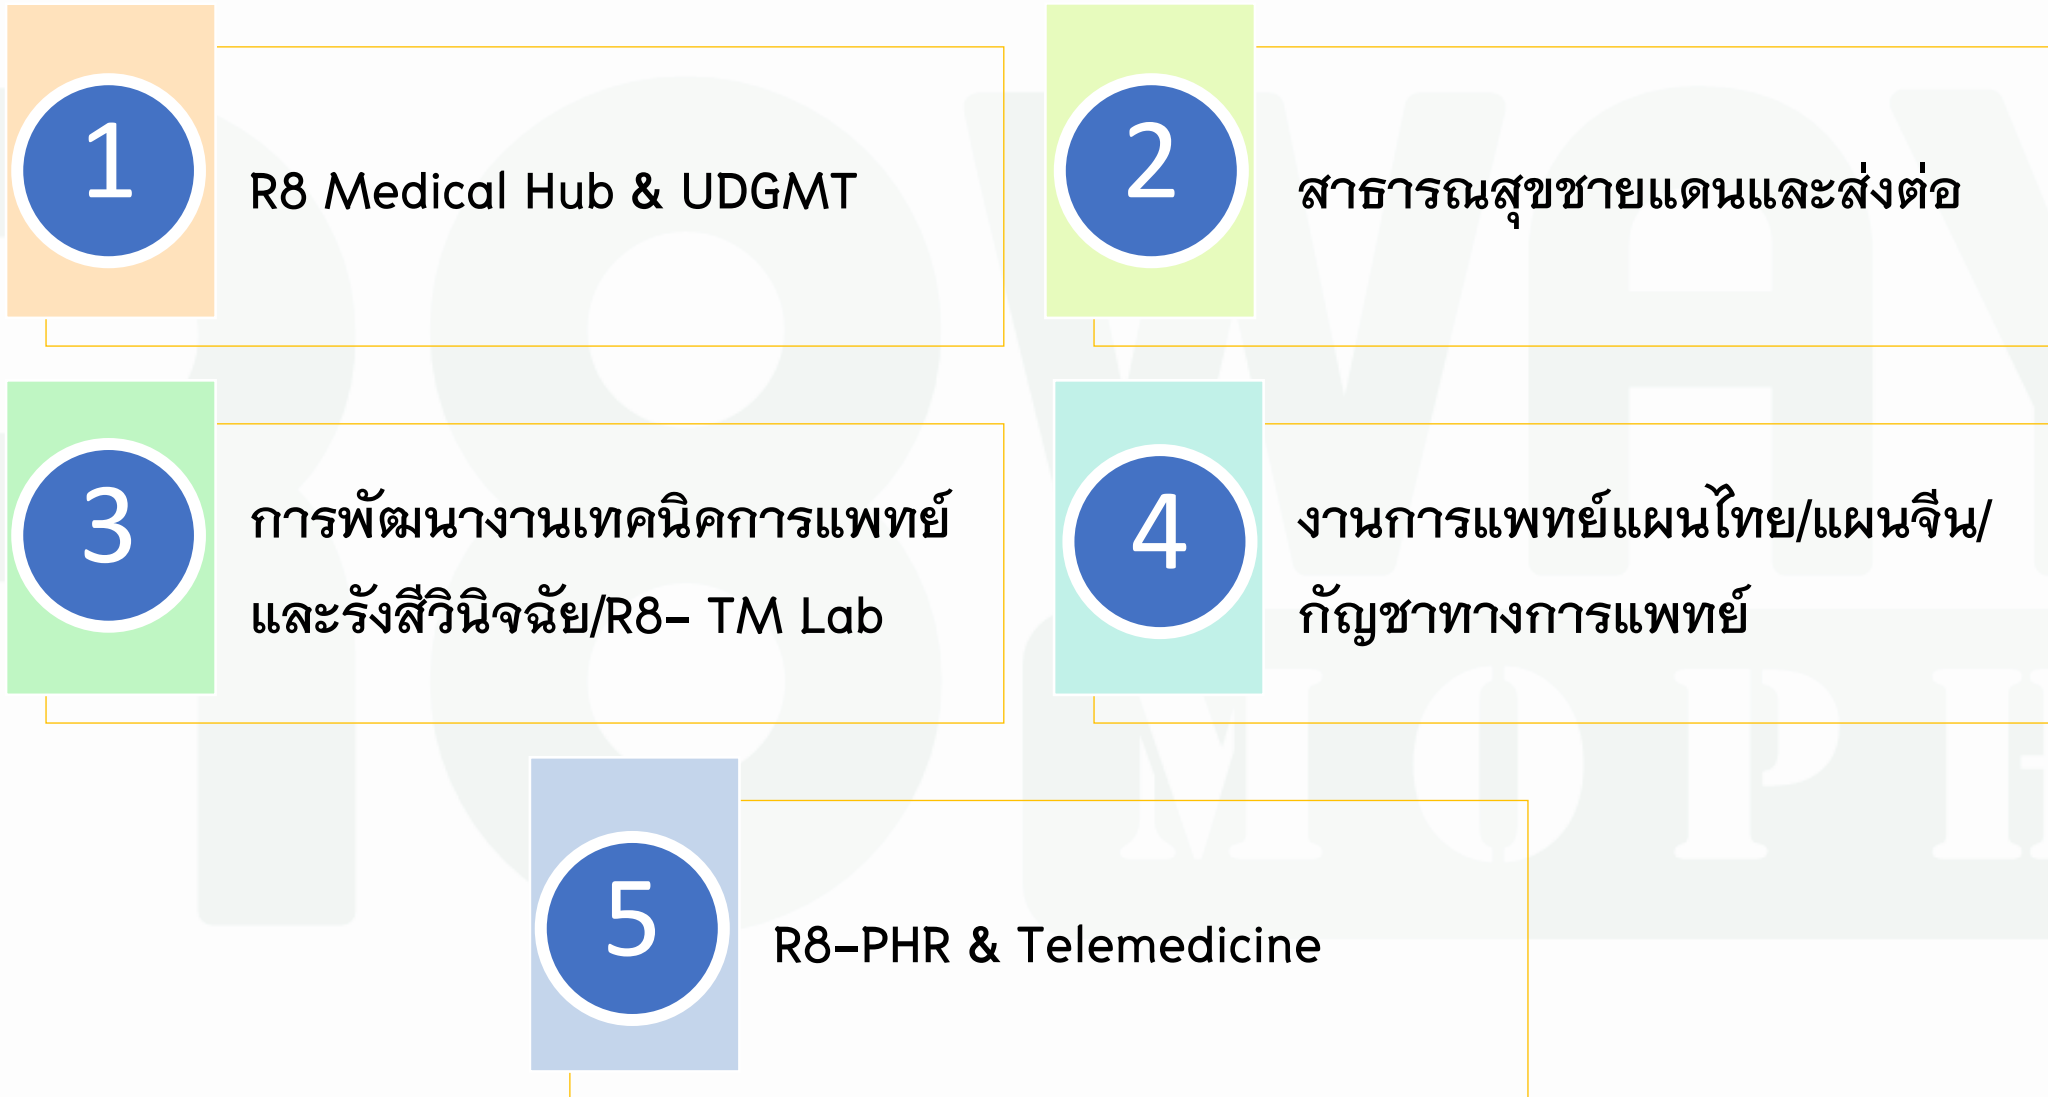 1
R8 Medical Hub & UDGMT
2
สาธารณสุขชายแดนและส่งต่อ
3
การพัฒนางานเทคนิคการแพทย์
และรังสีวินิจฉัย/R8- TM Lab
4
งานการแพทย์แผนไทย/แผนจีน/
กัญชาทางการแพทย์
5
R8-PHR & Telemedicine